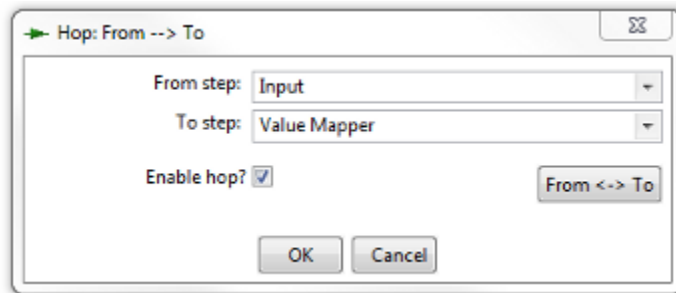 Hop: From --> To
From step: Input
To step: Value Mapper
Enable hop? From <-> To
OK Cancel